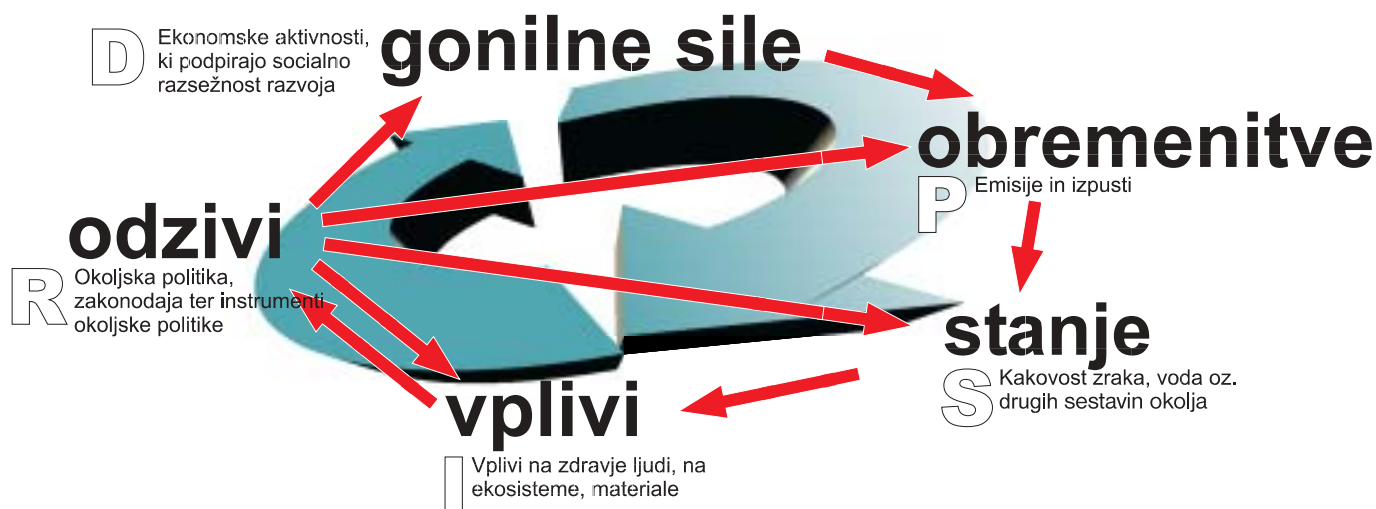 gonilne sile
D
Ekonomske aktivnosti,
ki podpirajo socialno
razsežnost razvoja
obremenitve
P
Emisije in izpusti
odzivi
R
Okoljska politika,
zakonodaja ter instrumenti
okoljske politike
stanje
S
Kakovost zraka, voda oz.
drugih sestavin okolja
vplivi
I
Vplivi na zdravje ljudi, na
ekosisteme, materiale